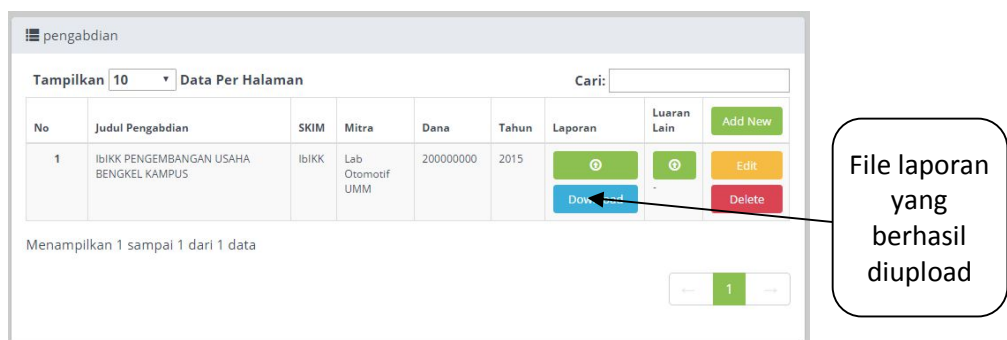 pengabdian
Tampilkan 10 Data Per Halaman Cari:
No Judul Pengabdian SKIM Mitra Dana Tahun Laporan Luaran Lain Add New
1 IbIKK PENGEMBANGAN USAHA BENGKEL KAMPUS IbIKK Lab Otomotif UMM 200000000 2015 Edit
Download - Delete
Menampilkan 1 sampai 1 dari 1 data
← 1 →
File laporan
yang
berhasil
diupload